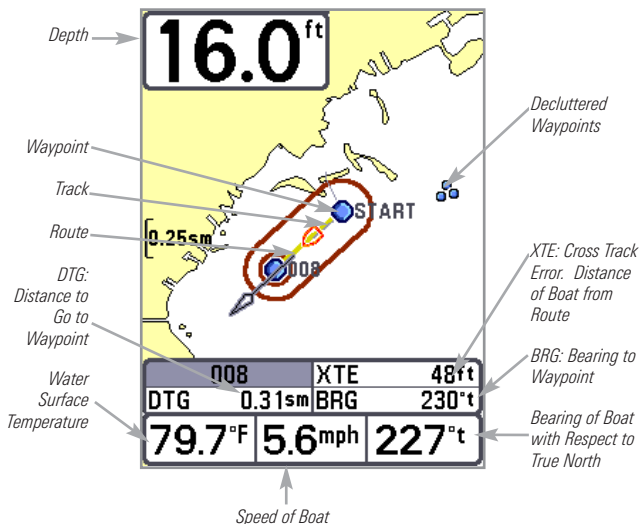 Depth
16.0 ft
Decluttered
Waypoints
Waypoint
Track
Route
START
0.25sm
008
DTG:
Distance to
Go to
Waypoint
XTE: Cross Track
Error. Distance
of Boat from
Route
008
XTE 48ft
DTG 0.31sm
BRG 230°t
BRG: Bearing to
Waypoint
Water
Surface
Temperature
79.7°F
5.6mph
227°t
Bearing of Boat
with Respect to
True North
Speed of Boat